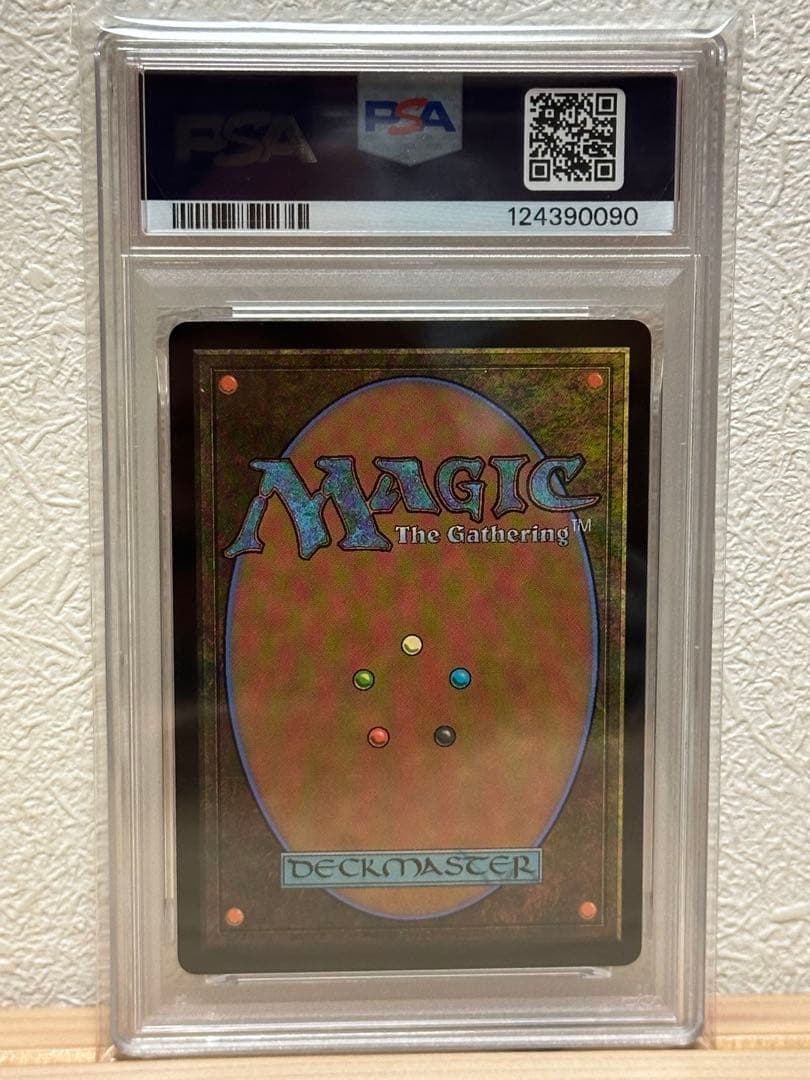 PSA
PSA
124390090
MAGIC
The Gathering™
DECKMASTER